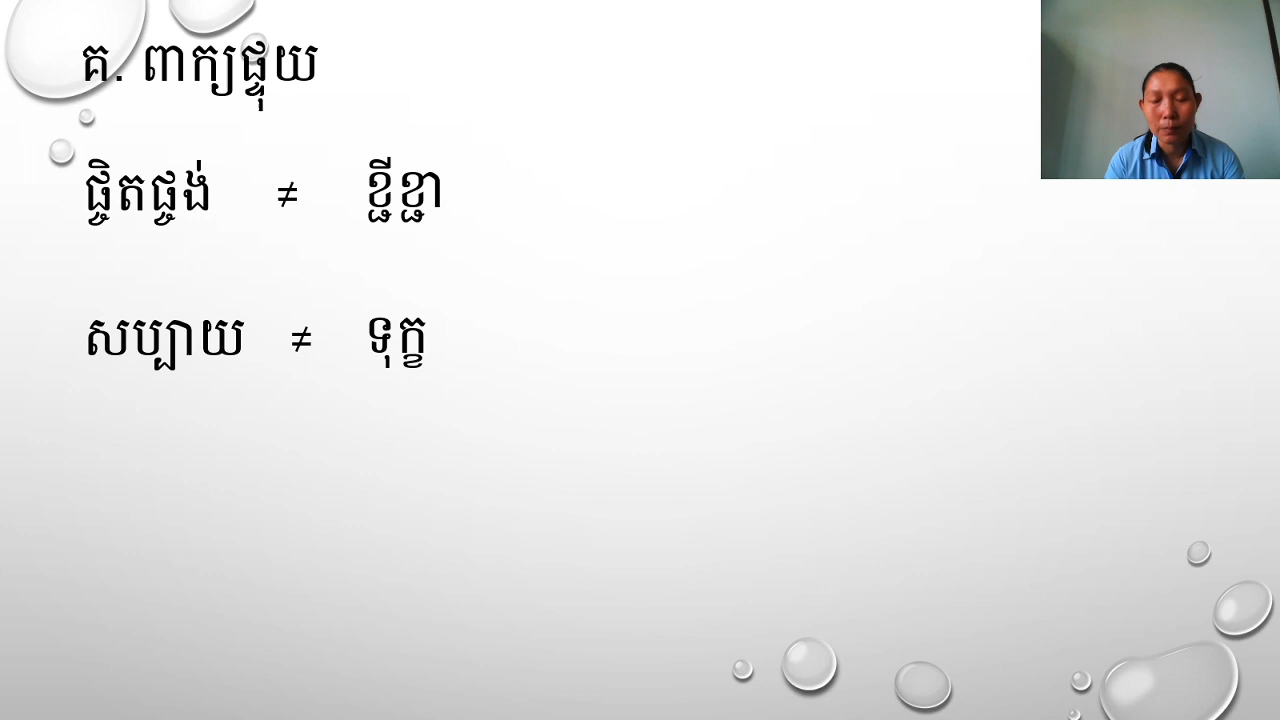 គ. ពាក្យផ្ទុយ
ផ្ចិតផ្ចង់ ≠ ខ្ជីខ្ជា
សប្បាយ ≠ ទុក្ខ